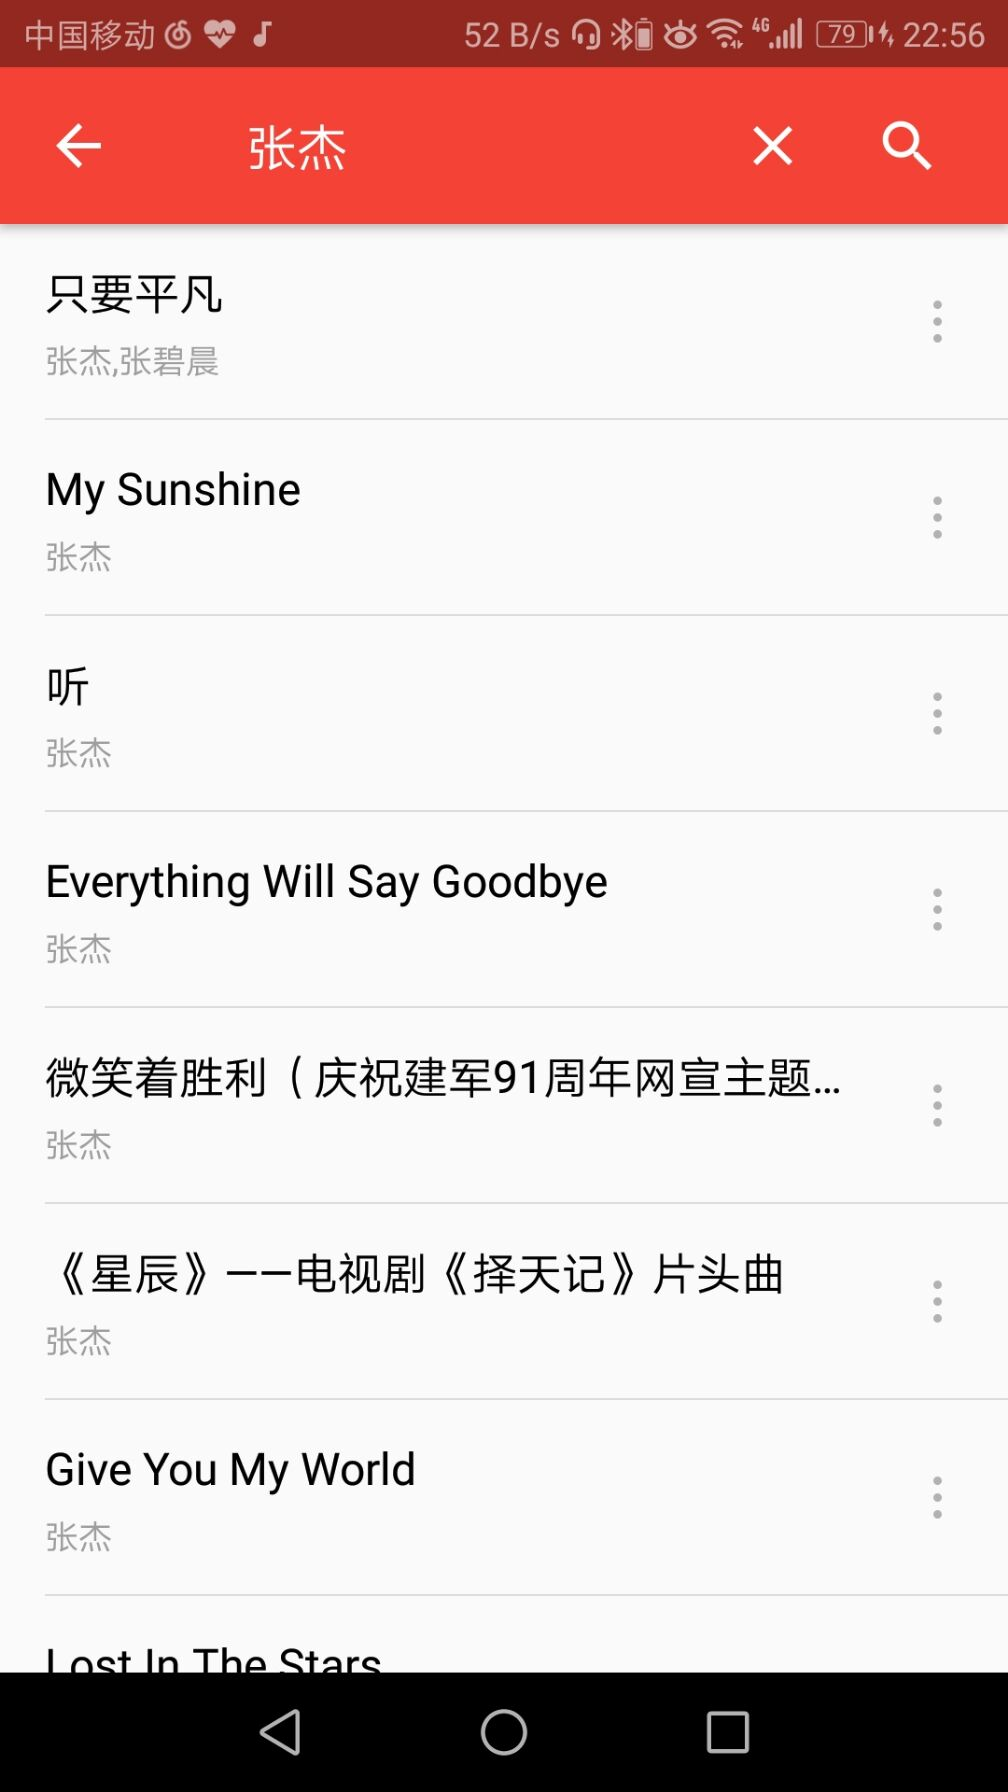 中国移动 52 B/s 4G 79 22:56
张杰
只要平凡
张杰,张碧晨
My Sunshine
张杰
听
张杰
Everything Will Say Goodbye
张杰
微笑着胜利（庆祝建军91周年网宣主题...
张杰
《星辰》——电视剧《择天记》片头曲
张杰
Give You My World
张杰
Lost In The Stars